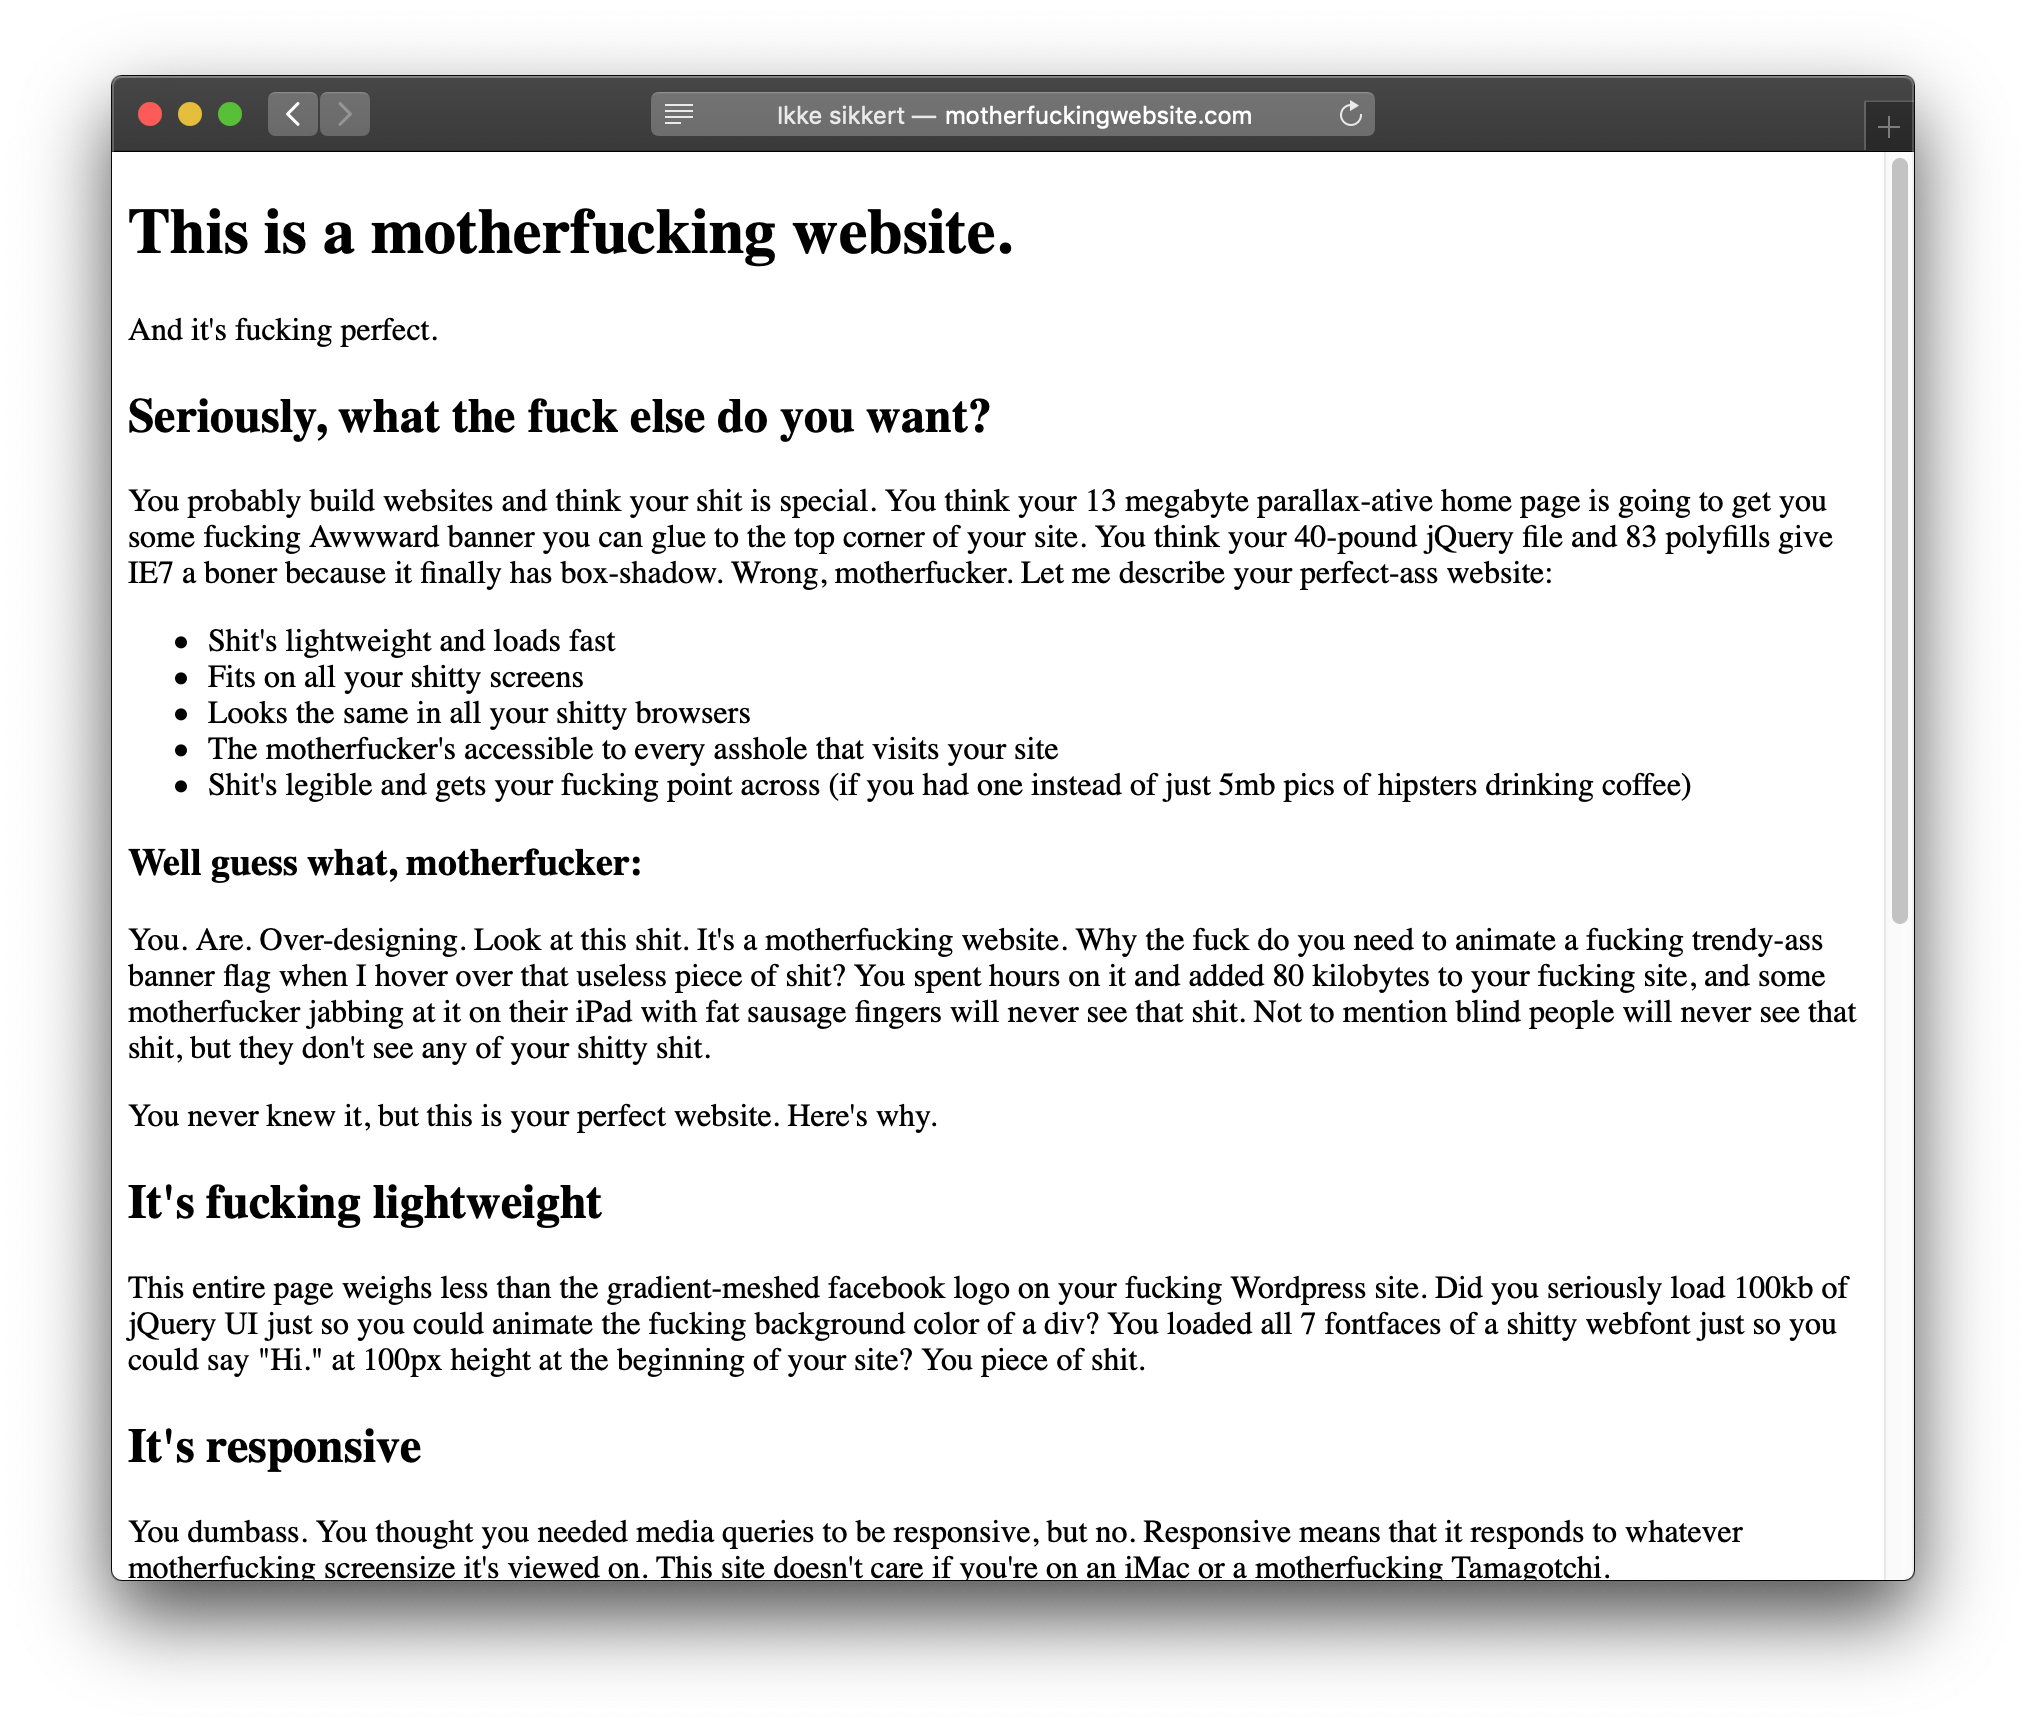 Ikke sikkert — motherfuckingwebsite.com
This is a motherfucking website.
And it's fucking perfect.
Seriously, what the fuck else do you want?
You probably build websites and think your shit is special. You think your 13 megabyte parallax-ative home page is going to get you
some fucking Awwward banner you can glue to the top corner of your site. You think your 40-pound jQuery file and 83 polyfills give
IE7 a boner because it finally has box-shadow. Wrong, motherfucker. Let me describe your perfect-ass website:
• Shit's lightweight and loads fast
• Fits on all your shitty screens
• Looks the same in all your shitty browsers
• The motherfucker's accessible to every asshole that visits your site
• Shit's legible and gets your fucking point across (if you had one instead of just 5mb pics of hipsters drinking coffee)
Well guess what, motherfucker:
You. Are. Over-designing. Look at this shit. It's a motherfucking website. Why the fuck do you need to animate a fucking trendy-ass
banner flag when I hover over that useless piece of shit? You spent hours on it and added 80 kilobytes to your fucking site, and some
motherfucker jabbing at it on their iPad with fat sausage fingers will never see that shit. Not to mention blind people will never see that
shit, but they don't see any of your shitty shit.
You never knew it, but this is your perfect website. Here's why.
It's fucking lightweight
This entire page weighs less than the gradient-meshed facebook logo on your fucking Wordpress site. Did you seriously load 100kb of
jQuery UI just so you could animate the fucking background color of a div? You loaded all 7 fontfaces of a shitty webfont just so you
could say "Hi." at 100px height at the beginning of your site? You piece of shit.
It's responsive
You dumbass. You thought you needed media queries to be responsive, but no. Responsive means that it responds to whatever
motherfucking screensize it's viewed on. This site doesn't care if you're on an iMac or a motherfucking Tamagotchi.